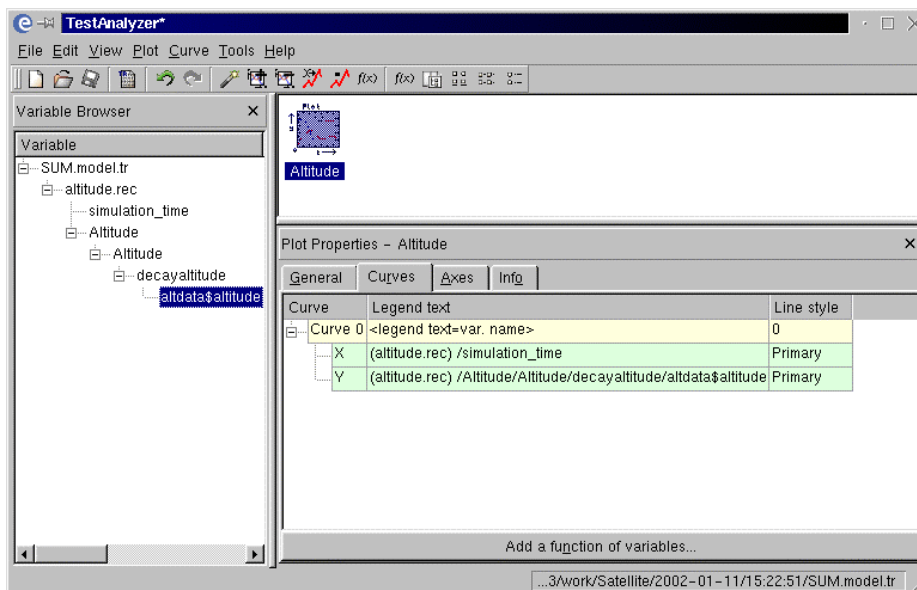 TestAnalyzer*
File Edit View Plot Curve Tools Help
f(x) f(x)
Variable Browser
Variable
SUM.model.tr
altitude.rec
simulation_time
Altitude
Altitude
decayaltitude
altdata$altitude
Plot
y
t
Altitude
Plot Properties - Altitude
General Curves Axes Info
Curve Legend text Line style
Curve 0 <legend text=var. name> 0
X (altitude.rec) /simulation_time Primary
Y (altitude.rec) /Altitude/Altitude/decayaltitude/altdata$altitude Primary
Add a function of variables...
...3/work/Satellite/2002-01-11/15:22:51/SUM.model.tr